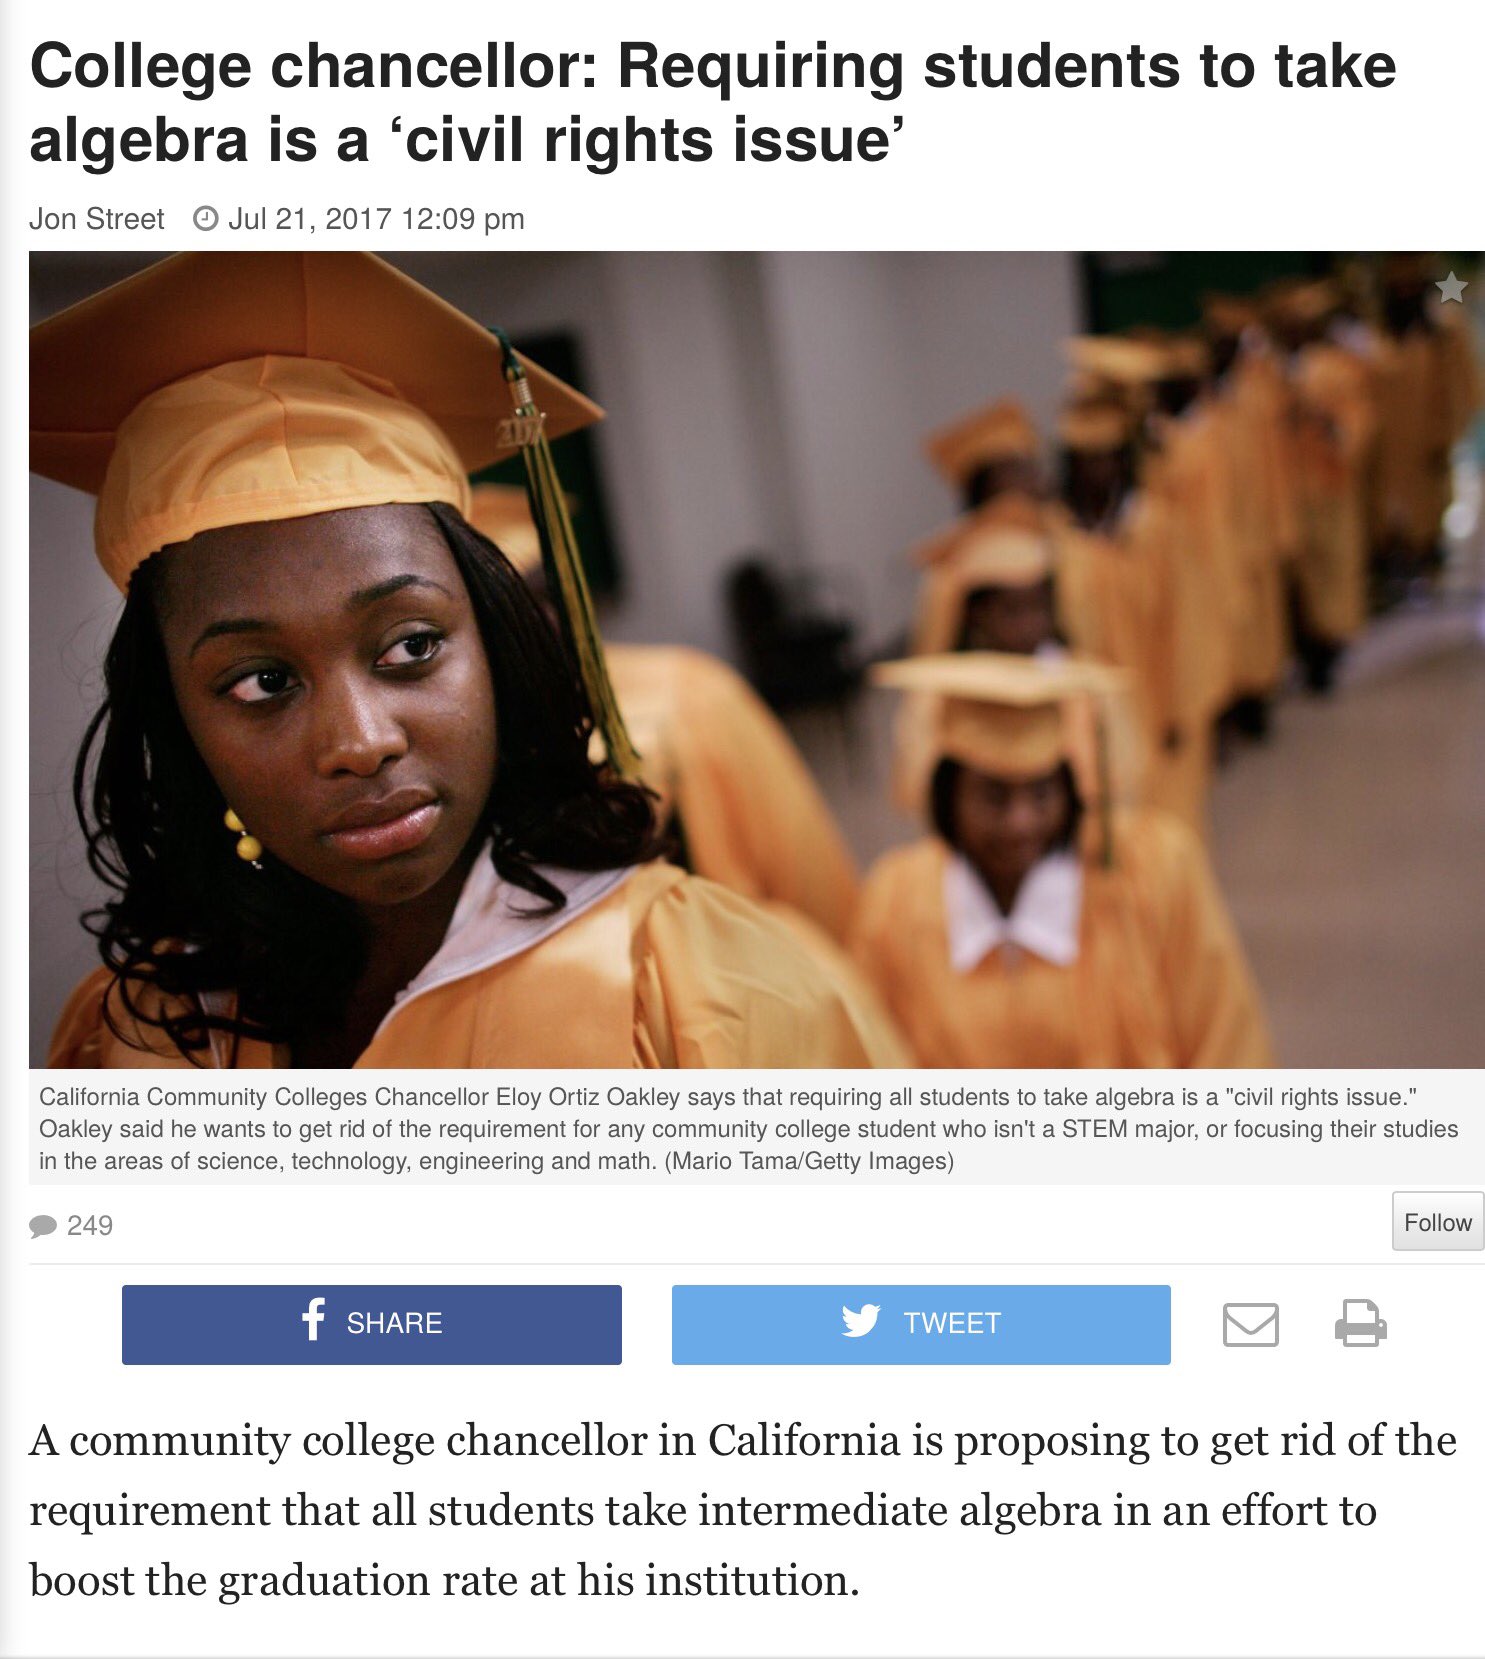 College chancellor: Requiring students to take
algebra is a ‘civil rights issue’
Jon Street Jul 21, 2017 12:09 pm
California Community Colleges Chancellor Eloy Ortiz Oakley says that requiring all students to take algebra is a "civil rights issue."
Oakley said he wants to get rid of the requirement for any community college student who isn't a STEM major, or focusing their studies
in the areas of science, technology, engineering and math. (Mario Tama/Getty Images)
249
Follow
f SHARE
TWEET
A community college chancellor in California is proposing to get rid of the
requirement that all students take intermediate algebra in an effort to
boost the graduation rate at his institution.